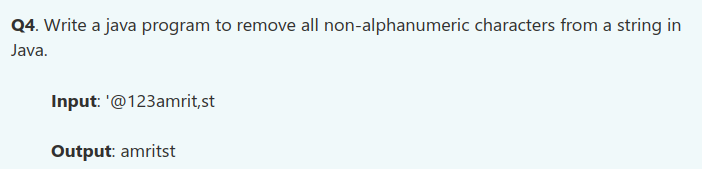 Q4. Write a java program to remove all non-alphanumeric characters from a string in
Java.
Input: '@123amrit,st
Output: amritst